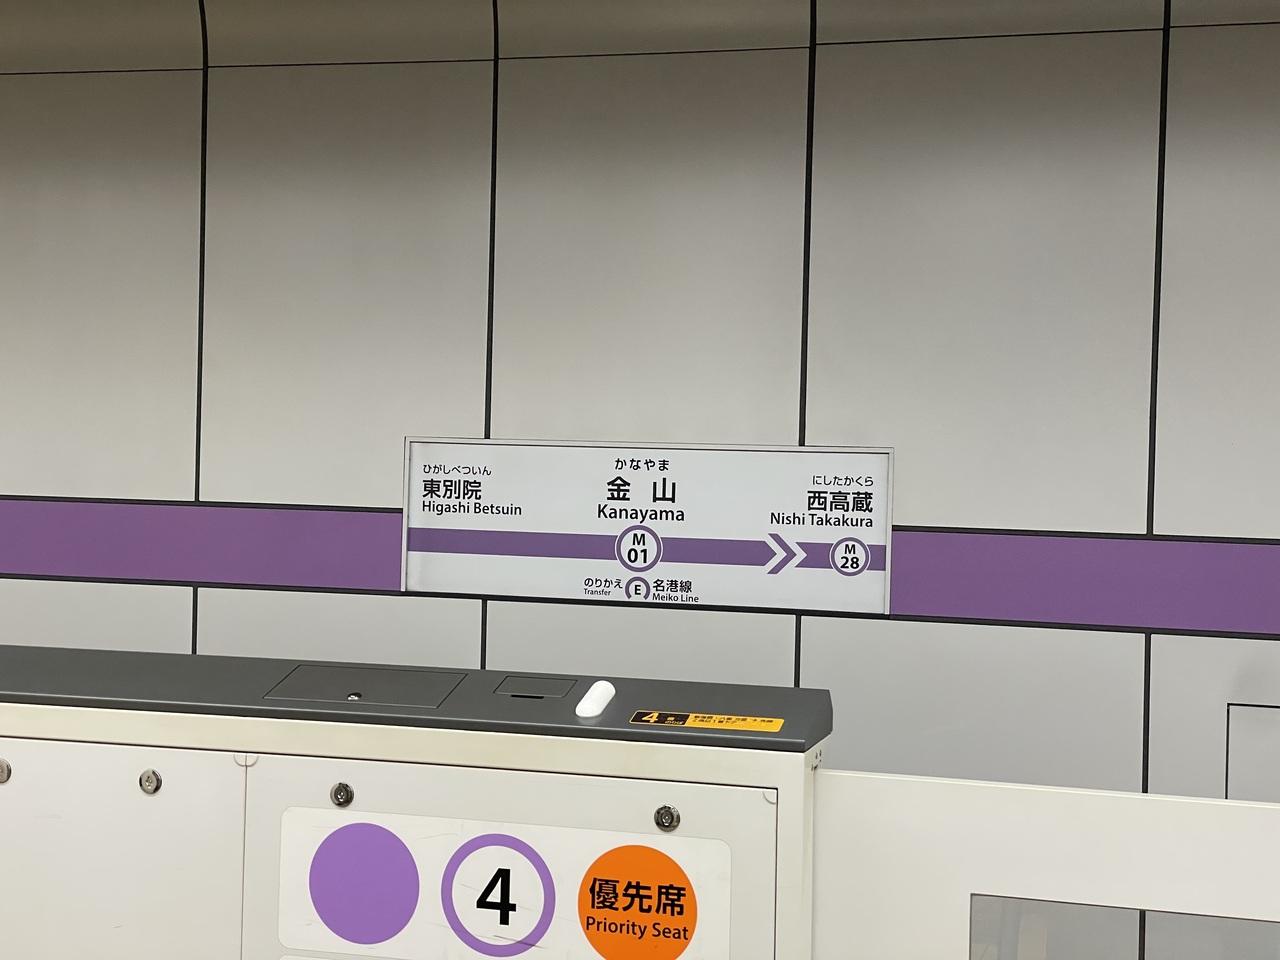 ひがしべついん
東別院
Higashi Betsuin
かなやま
金山
Kanayama
M
01
にしたかくら
西高蔵
Nishi Takakura
M
28
のりかえ
Transfer
E
名港線
Meiko Line
4
4
優先席
Priority Seat